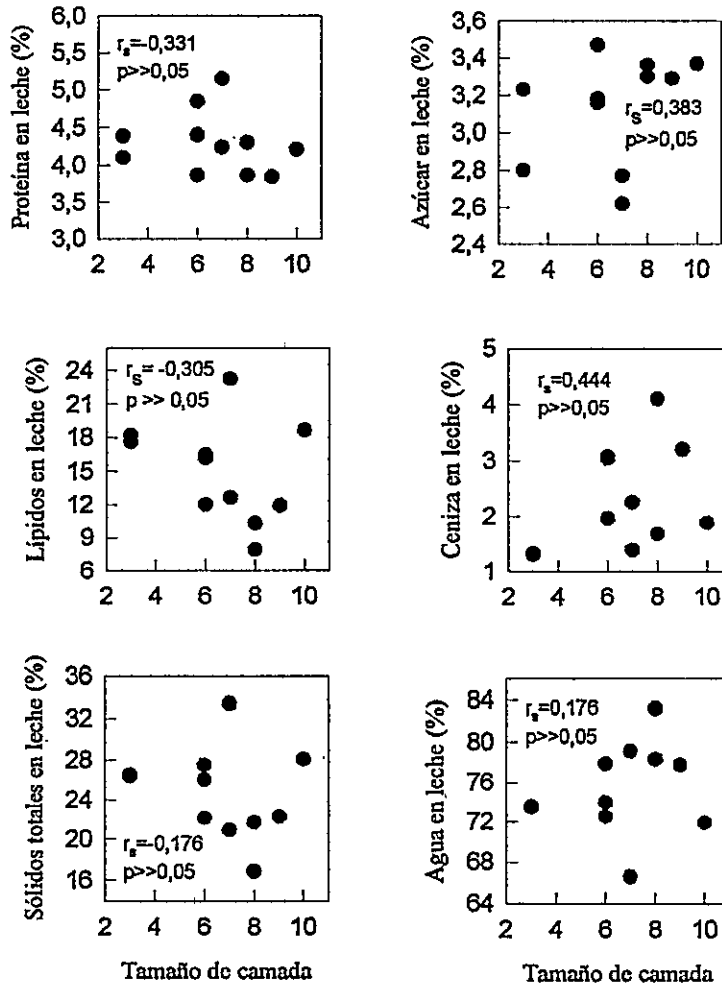 Proteína en leche (%)
6,0
5,5
5,0
4,5
4,0
3,5
3,0
rs=-0,331
p>>0,05
2 4 6 8 10
Azúcar en leche (%)
3,6
3,4
3,2
3,0
2,8
2,6
2,4
rS=0,383
p>>0,05
2 4 6 8 10
Lípidos en leche (%)
24
21
18
15
12
9
6
rS= -0,305
p >> 0,05
2 4 6 8 10
Ceniza en leche (%)
5
4
3
2
1
rs=0,444
p>>0,05
2 4 6 8 10
Sólidos totales en leche (%)
36
32
28
24
20
16
rs=-0,176
p>>0,05
2 4 6 8 10
Tamaño de camada
Agua en leche (%)
84
80
76
72
68
64
rs=0,176
p>>0,05
2 4 6 8 10
Tamaño de camada